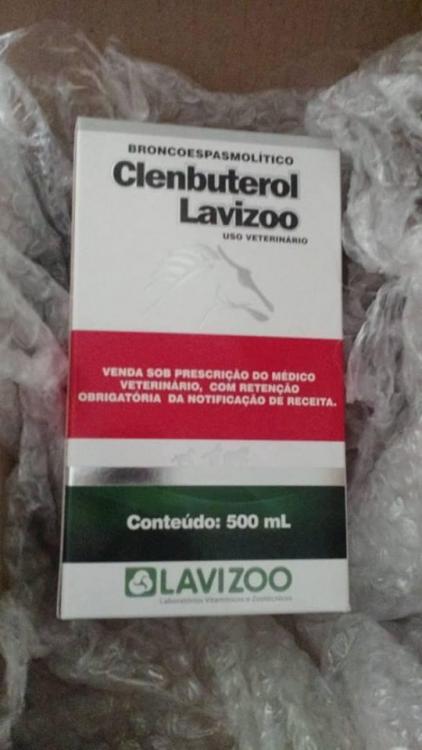 BRONCOESPASMOLÍTICO
Clenbuterol
Lavizoo
USO VETERINÁRIO
VENDA SOB PRESCRIÇÃO DO MÉDICO
VETERINÁRIO, COM RETENÇÃO
OBRIGATÓRIA DA NOTIFICAÇÃO DE RECEITA.
Conteúdo: 500 mL
LAVIZOO
Laboratórios Vitamínicos e Zootécnicos